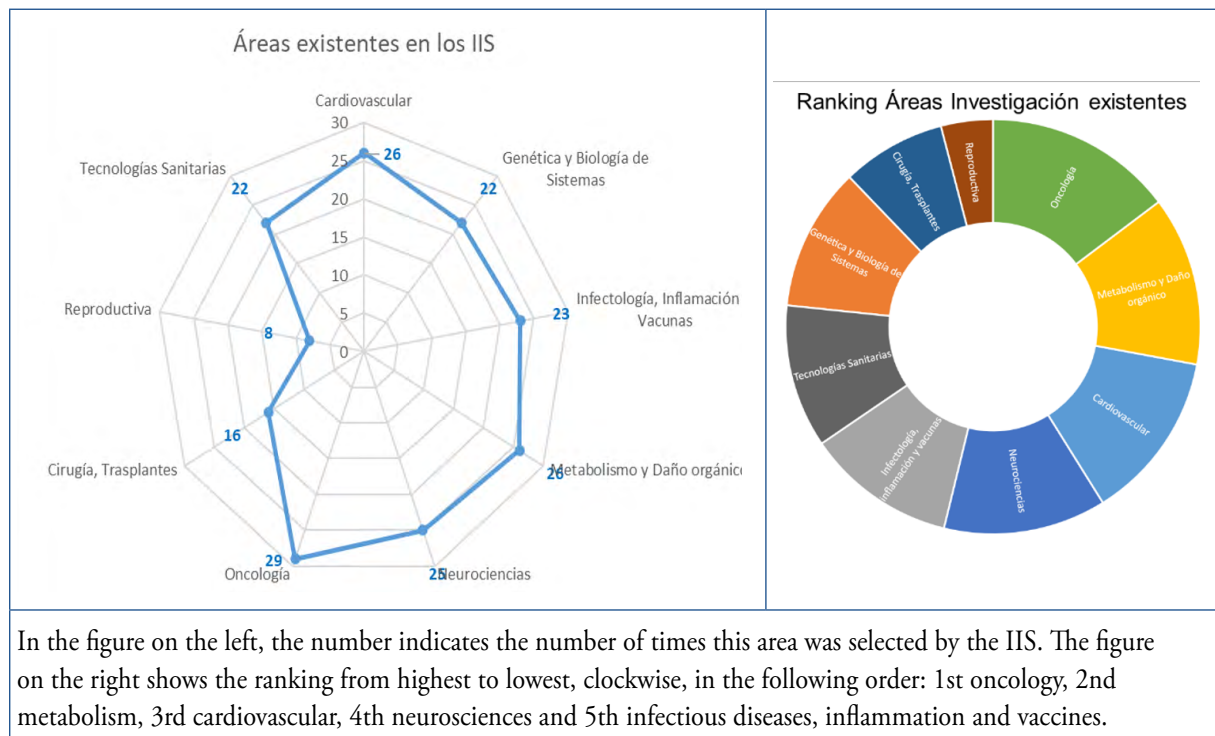 Áreas existentes en los IIS
Cardiovascular
30
25
20
15
10
5
0
26
Genética y Biología de
Sistemas
22
Infectología, Inflamación
Vacunas
23
Metabolismo y Daño orgánico
26
Neurociencias
25
Oncología
29
Cirugía, Trasplantes
16
Reproductiva
8
Tecnologías Sanitarias
22
Ranking Áreas Investigación existentes
Oncología
Metabolismo y Daño
orgánico
Cardiovascular
Neurociencias
Infectología,
inflamación y vacunas
Tecnologías Sanitarias
Genética y Biología de
Sistemas
Cirugía, Trasplantes
Reproductiva
In the figure on the left, the number indicates the number of times this area was selected by the IIS. The figure
on the right shows the ranking from highest to lowest, clockwise, in the following order: 1st oncology, 2nd
metabolism, 3rd cardiovascular, 4th neurosciences and 5th infectious diseases, inflammation and vaccines.